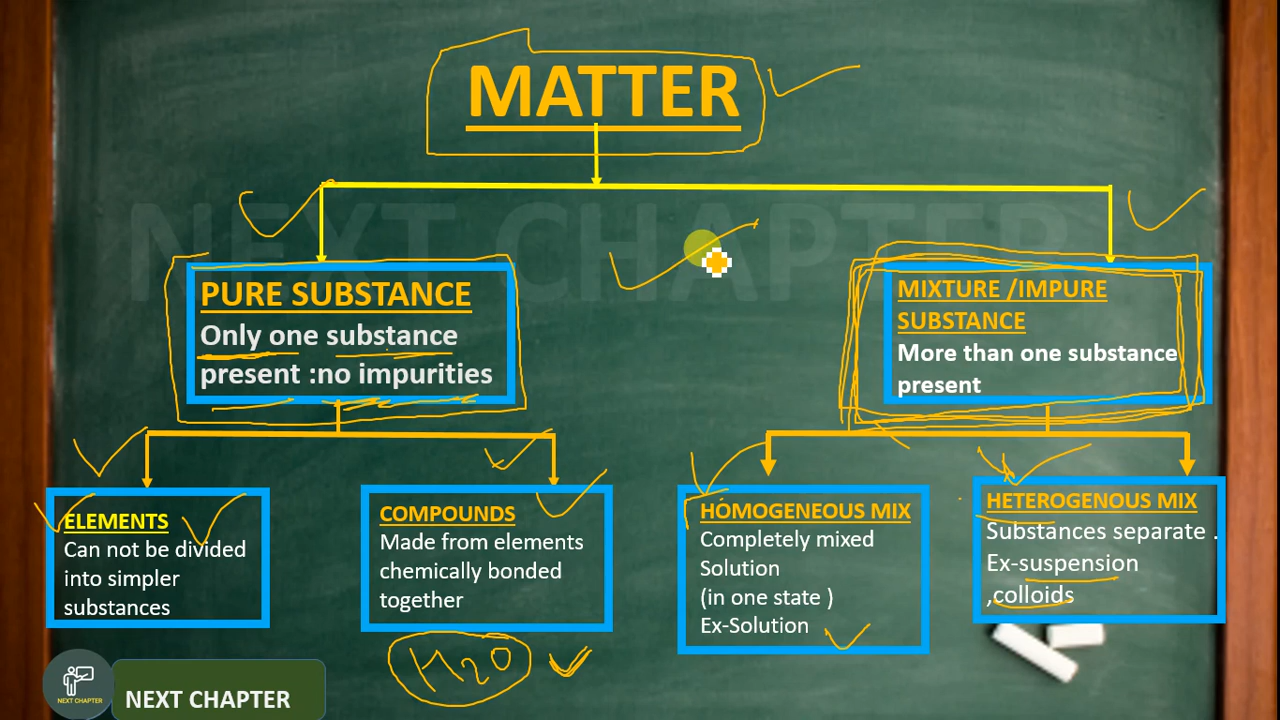 MATTER
NEXT CHAPTER
PURE SUBSTANCE
Only one substance
present :no impurities
MIXTURE /IMPURE
SUBSTANCE
More than one substance
present
ELEMENTS
Can not be divided
into simpler
substances
COMPOUNDS
Made from elements
chemically bonded
together
H2O
HOMOGENEOUS MIX
Completely mixed
Solution
(in one state )
Ex-Solution
HETEROGENOUS MIX
Substances separate .
Ex-suspension
,colloids
NEXT CHAPTER
NEXT CHAPTER